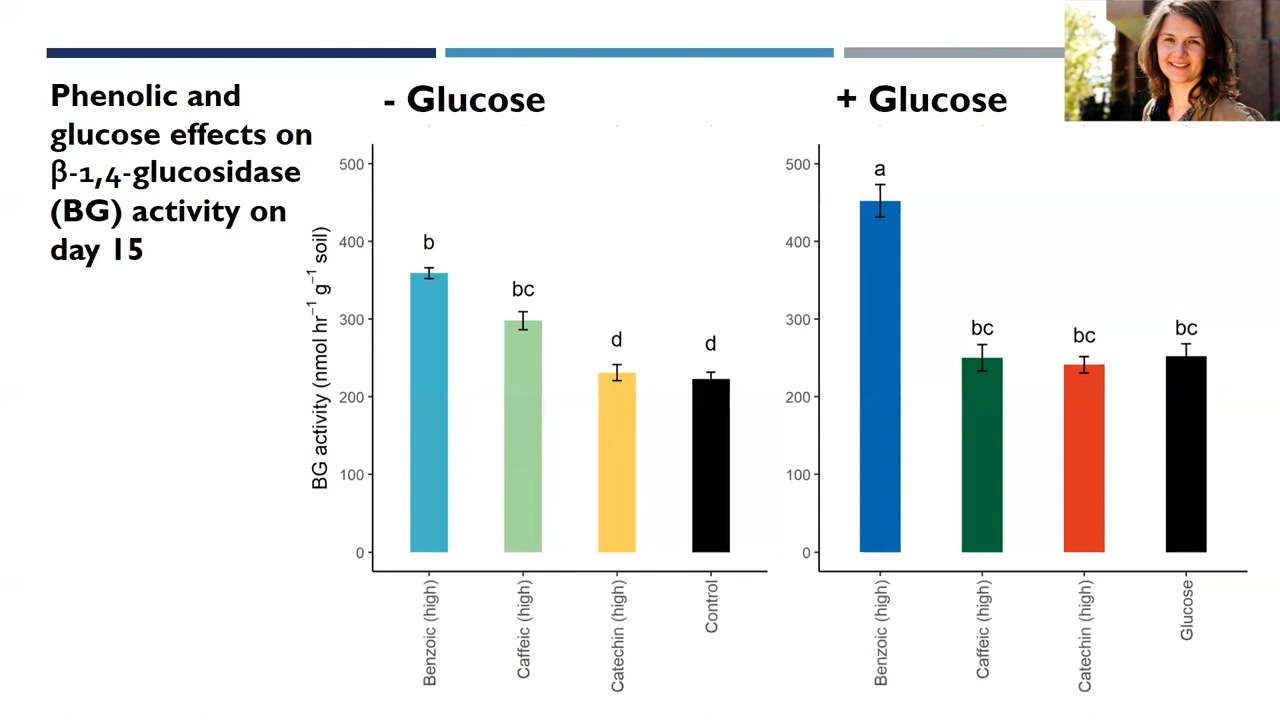 Phenolic and
glucose effects on
β-1,4-glucosidase
(BG) activity on
day 15
- Glucose
BG activity (nmol hr⁻¹ g⁻¹ soil)
500
400
300
200
100
0
b
bc
d
d
Benzoic (high)
Caffeic (high)
Catechin (high)
Control
+ Glucose
500
400
300
200
100
0
a
bc
bc
bc
Benzoic (high)
Caffeic (high)
Catechin (high)
Glucose